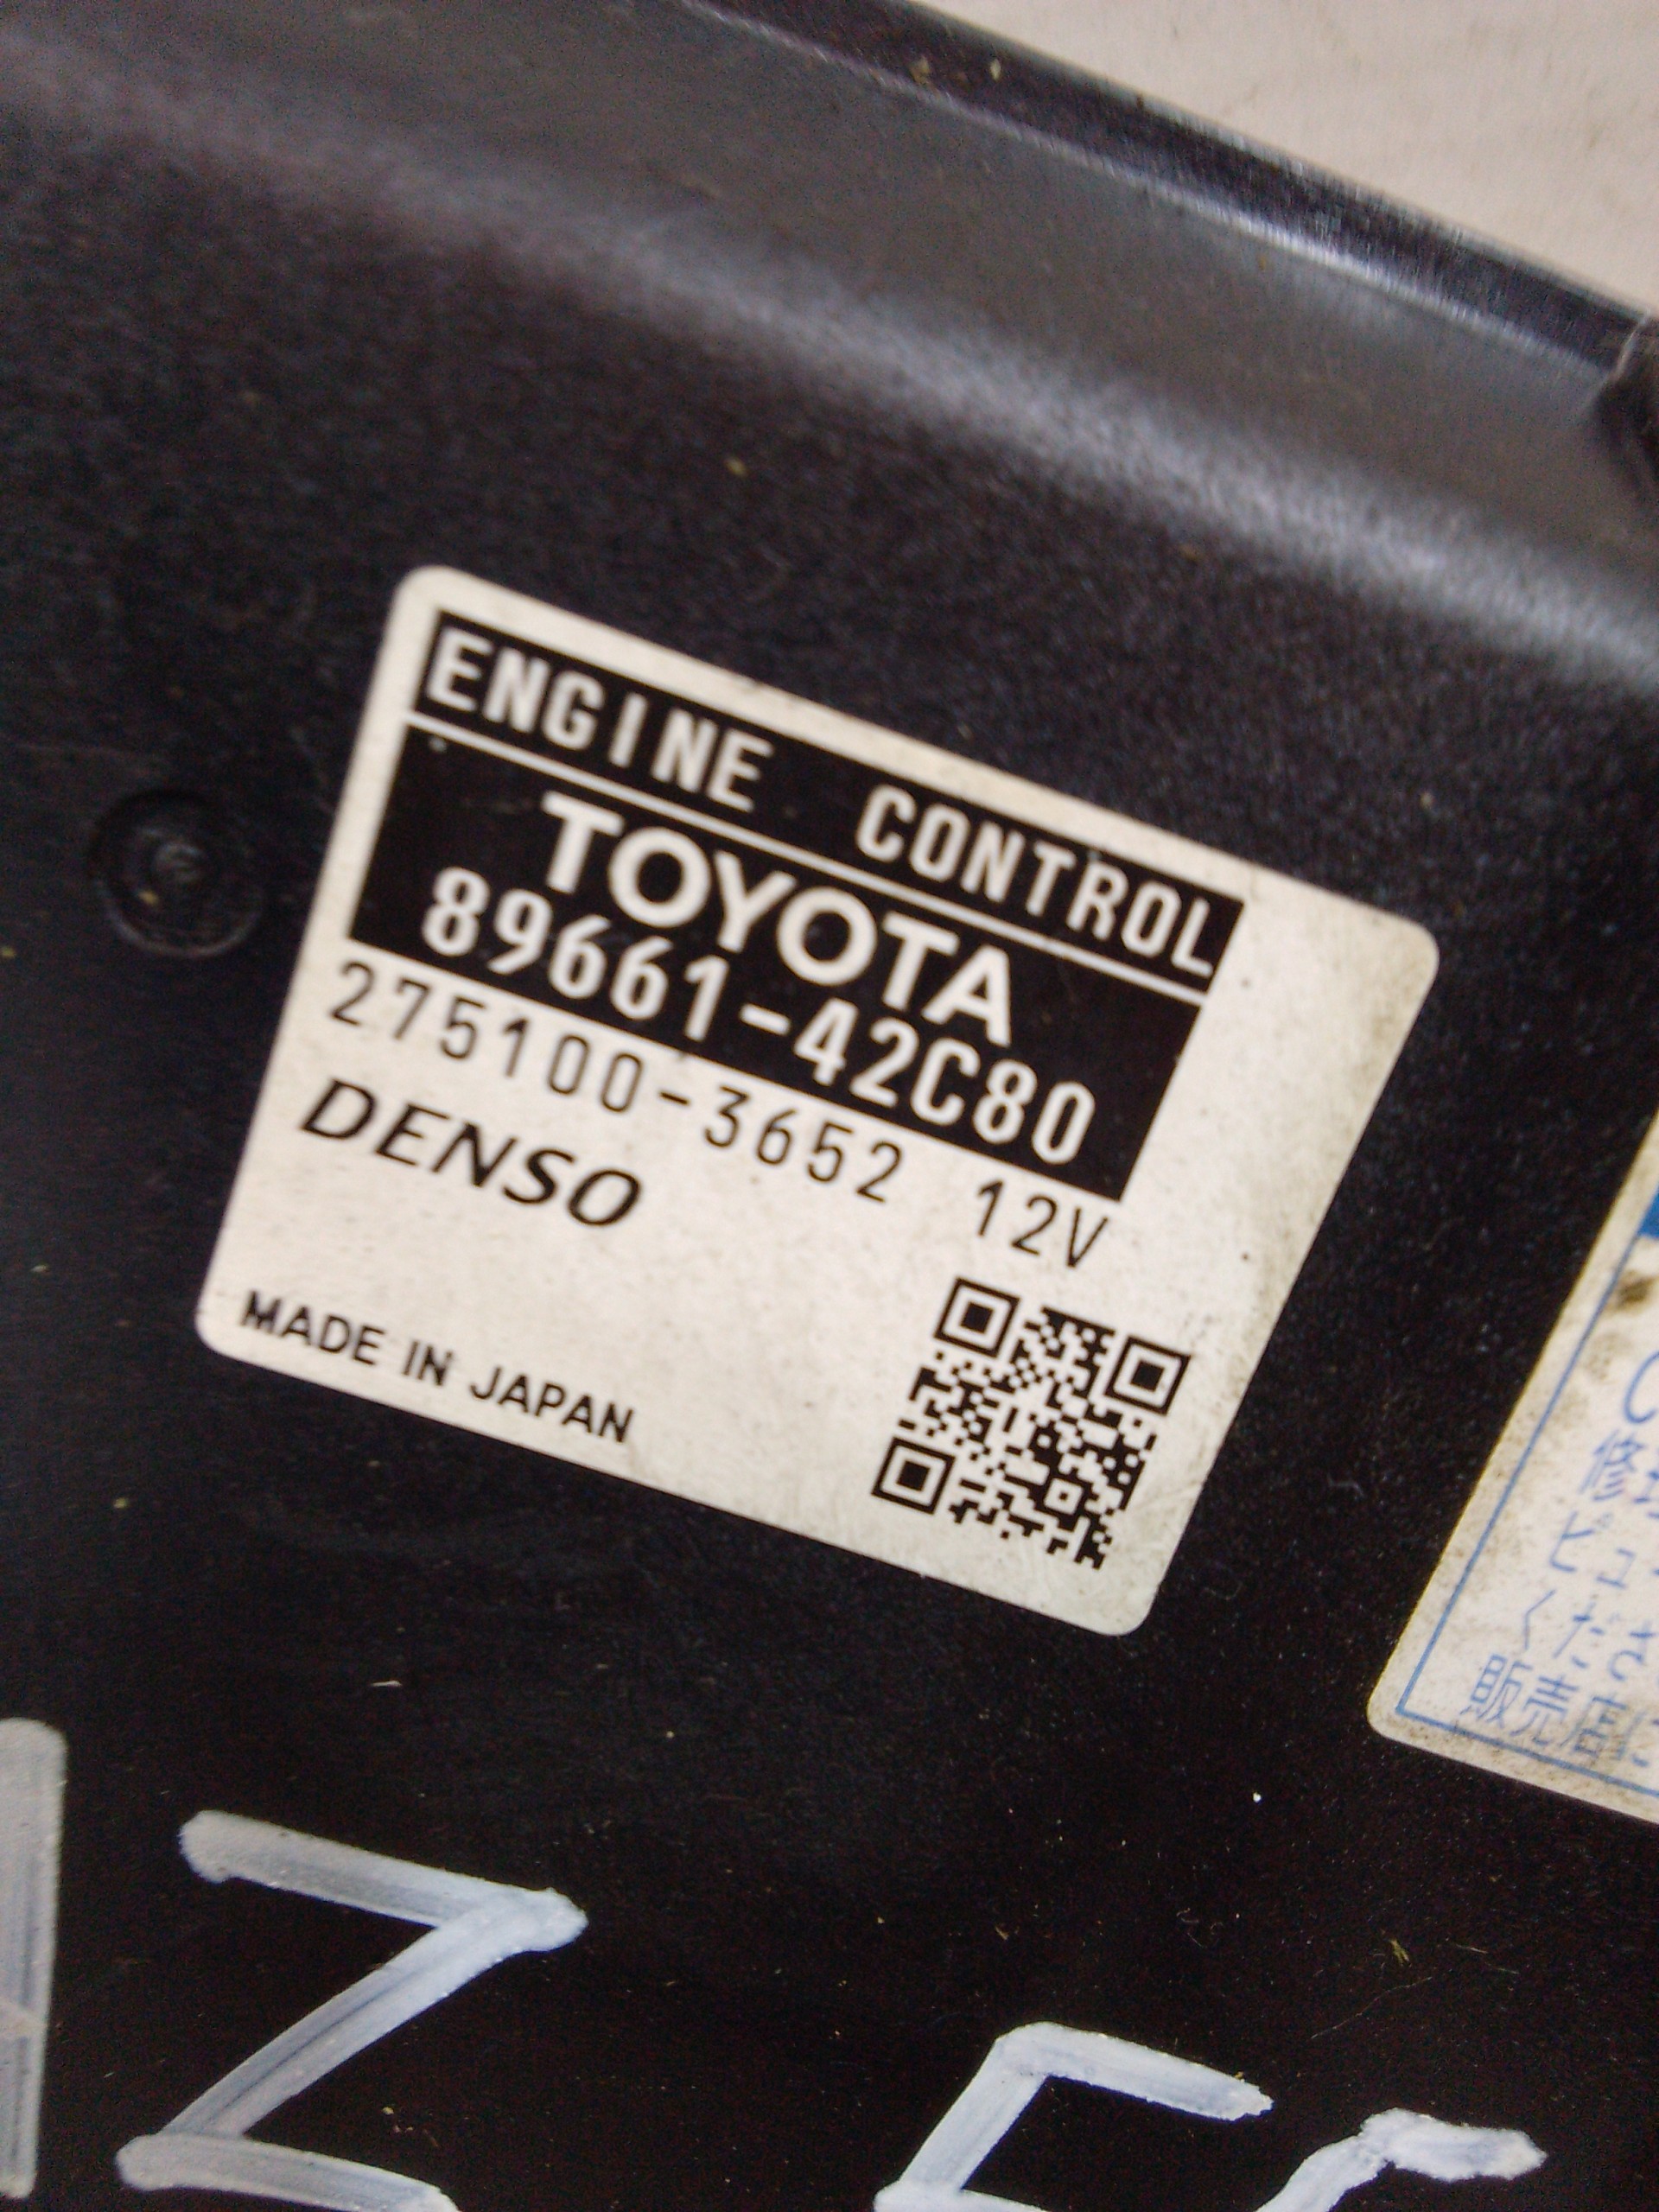 ENGINE CONTROL
TOYOTA
89661-42C80
275100-3652 12V
DENSO
MADE IN JAPAN
修
ピュ
くださ
販売店に
Z